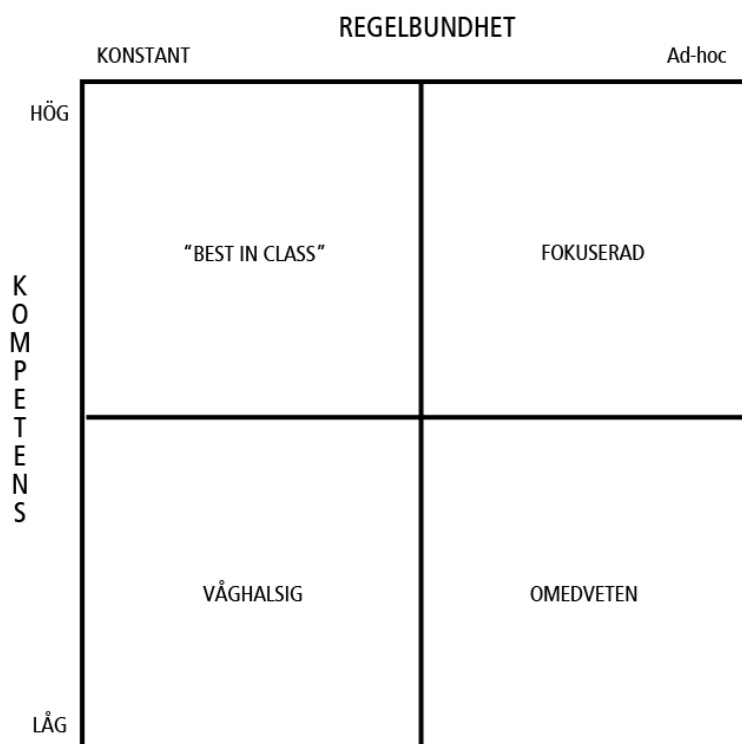 REGELBUNDHET
KONSTANT
Ad-hoc
HÖG
"BEST IN CLASS"
FOKUSERAD
KOMPETENS
VÅGHALSIG
OMEDVETEN
LÅG